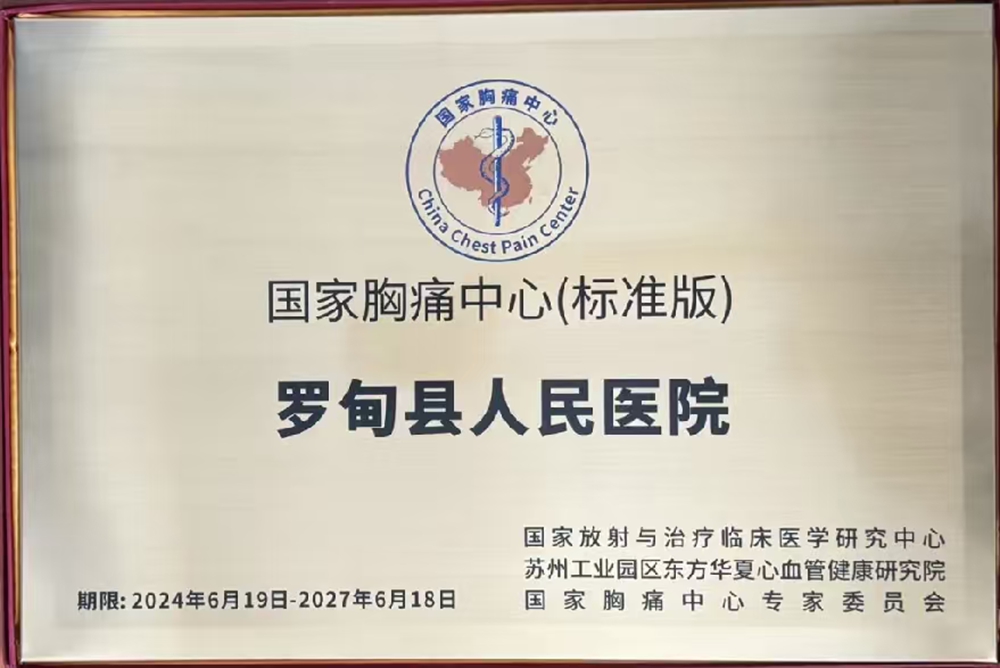 国家胸痛中心
China Chest Pain Center
国家胸痛中心(标准版)
罗甸县人民医院
国家放射与治疗临床医学研究中心
苏州工业园区东方华夏心血管健康研究院
国家胸痛中心专家委员会
期限: 2024年6月19日-2027年6月18日